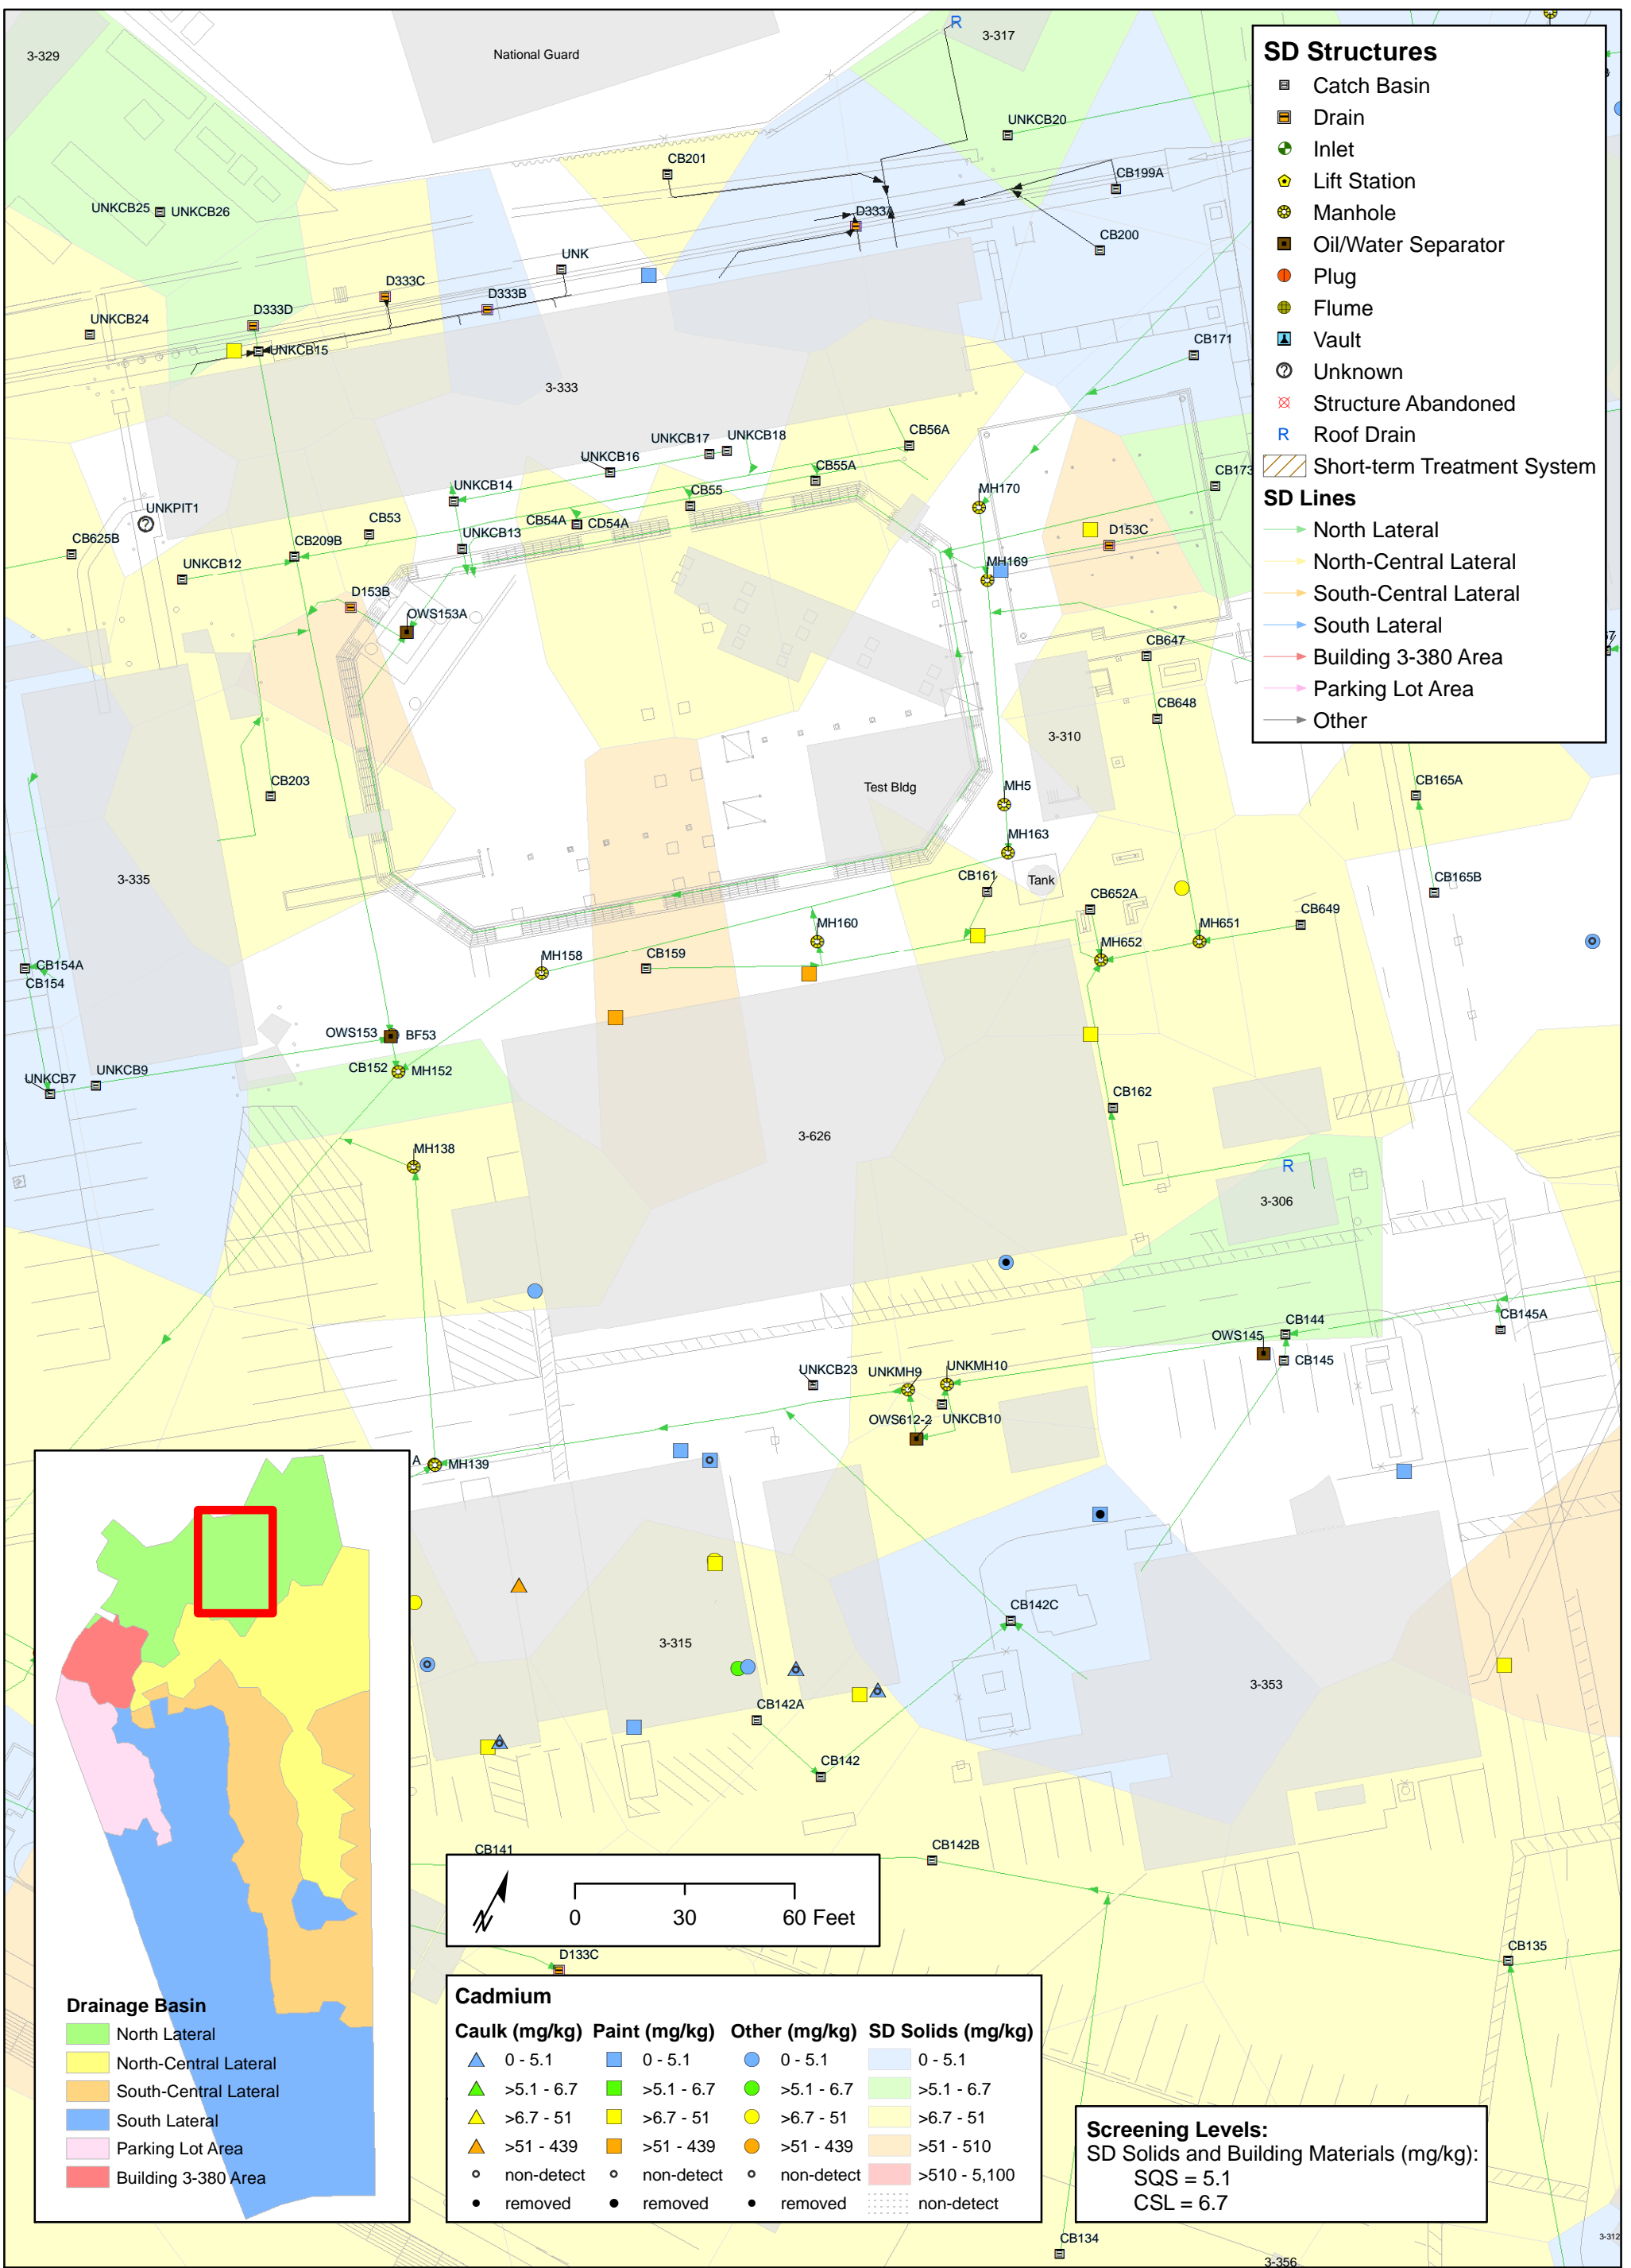 3-329
National Guard
R
3-317
UNKCB20
CB201
CB199A
UNKCB25
UNKCB26
D333A
CB200
UNK
D333C
D333B
D333D
UNKCB24
UNKCB15
CB171
3-333
UNKCB17
UNKCB18
CB56A
UNKCB16
CB55A
CB173
UNKCB14
CB55
MH170
UNKPIT1
CB53
CB54A
CD54A
CB625B
CB209B
UNKCB13
D153C
UNKCB12
MH169
D153B
OWS153A
CB647
CB648
3-310
CB203
Test Bldg
MH5
CB165A
MH163
3-335
CB161
Tank
CB165B
CB652A
CB649
MH160
MH651
MH652
CB154A
CB154
MH158
CB159
OWS153
BF53
CB152
MH152
UNKCB7
UNKCB9
CB162
3-626
MH138
R
3-306
CB145A
CB144
OWS145
CB145
UNKCB23
UNKMH9
UNKMH10
OWS612-2
UNKCB10
A
MH139
CB142C
3-315
3-353
CB142A
CB142
CB141
CB142B
D133C
CB135
CB134
3-356
3-312
SD Structures
Catch Basin
Drain
Inlet
Lift Station
Manhole
Oil/Water Separator
Plug
Flume
Vault
Unknown
Structure Abandoned
R Roof Drain
Short-term Treatment System
SD Lines
North Lateral
North-Central Lateral
South-Central Lateral
South Lateral
Building 3-380 Area
Parking Lot Area
Other
Drainage Basin
North Lateral
North-Central Lateral
South-Central Lateral
South Lateral
Parking Lot Area
Building 3-380 Area
N
0 30 60 Feet
Cadmium
Caulk (mg/kg) Paint (mg/kg) Other (mg/kg) SD Solids (mg/kg)
0 - 5.1 0 - 5.1 0 - 5.1 0 - 5.1
>5.1 - 6.7 >5.1 - 6.7 >5.1 - 6.7 >5.1 - 6.7
>6.7 - 51 >6.7 - 51 >6.7 - 51 >6.7 - 51
>51 - 439 >51 - 439 >51 - 439 >51 - 510
non-detect non-detect non-detect >510 - 5,100
removed removed removed non-detect
Screening Levels:
SD Solids and Building Materials (mg/kg):
SQS = 5.1
CSL = 6.7